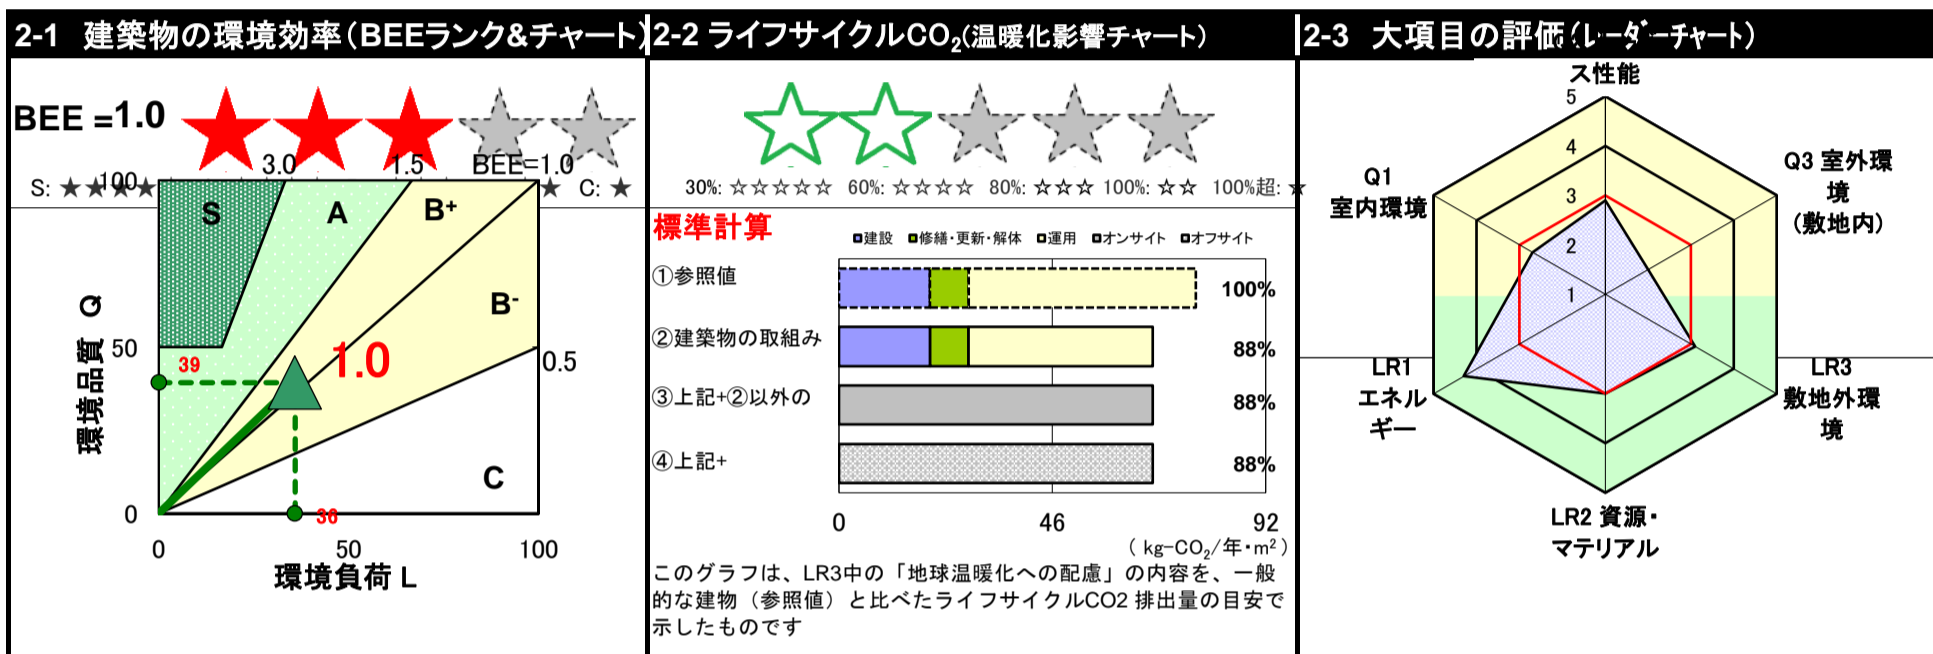 2-1 建築物の環境効率(BEEランク&チャート)
BEE =1.0
3.0 1.5 BEE=1.0
S: ★★★★ ★ C: ★
100
S A B+
B-
C
50
39
1.0
0.5
0
36
0 50 100
環境品質 Q
環境負荷 L
2-2 ライフサイクルCO2(温暖化影響チャート)
30%: ☆☆☆☆☆ 60%: ☆☆☆☆ 80%: ☆☆☆ 100%: ☆☆ 100%超: ★
標準計算
■建設 ■修繕・更新・解体 □運用 ■オンサイト ■オフサイト
①参照値 100%
②建築物の取組み 88%
③上記+②以外の 88%
④上記+ 88%
0 46 92
( kg-CO2/年・m2 )
このグラフは、LR3中の「地球温暖化への配慮」の内容を、一般
的な建物（参照値）と比べたライフサイクルCO2 排出量の目安で
示したものです
2-3 大項目の評価(レーダーチャート)
ス性能
5
4
3
2
1
Q1
室内環境
Q3 室外環
境
(敷地内)
LR1
エネル
ギー
LR3
敷地外環
境
LR2 資源・
マテリアル